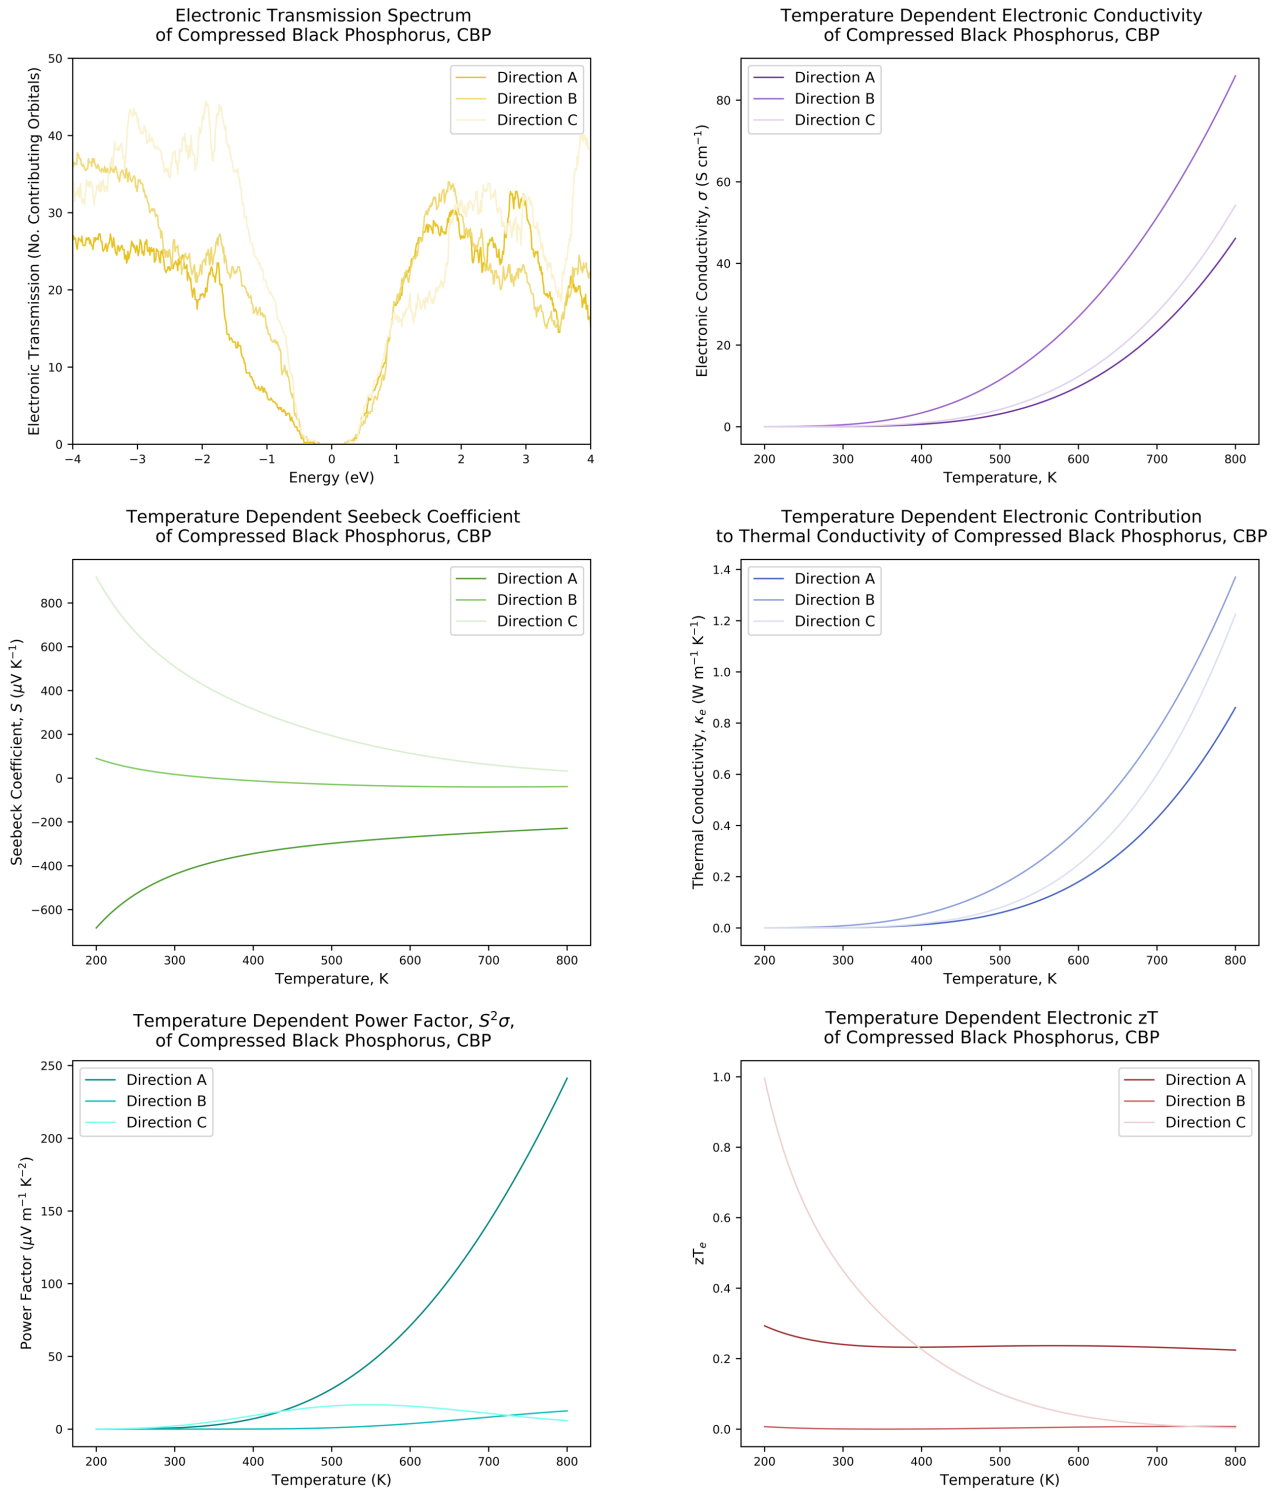 Electronic Transmission Spectrum
of Compressed Black Phosphorus, CBP
Electronic Transmission (No. Contributing Orbitals)
50
40
30
20
10
0
Direction A
Direction B
Direction C
−4 −3 −2 −1 0 1 2 3 4
Energy (eV)
Temperature Dependent Electronic Conductivity
of Compressed Black Phosphorus, CBP
Electronic Conductivity, σ (S cm⁻¹)
80
60
40
20
0
Direction A
Direction B
Direction C
200 300 400 500 600 700 800
Temperature, K
Temperature Dependent Seebeck Coefficient
of Compressed Black Phosphorus, CBP
Seebeck Coefficient, S (μV K⁻¹)
800
600
400
200
0
−200
−400
−600
Direction A
Direction B
Direction C
200 300 400 500 600 700 800
Temperature, K
Temperature Dependent Electronic Contribution
to Thermal Conductivity of Compressed Black Phosphorus, CBP
Thermal Conductivity, κₑ (W m⁻¹ K⁻¹)
1.4
1.2
1.0
0.8
0.6
0.4
0.2
0.0
Direction A
Direction B
Direction C
200 300 400 500 600 700 800
Temperature, K
Temperature Dependent Power Factor, S²σ,
of Compressed Black Phosphorus, CBP
Power Factor (μV m⁻¹ K⁻²)
250
200
150
100
50
0
Direction A
Direction B
Direction C
200 300 400 500 600 700 800
Temperature (K)
Temperature Dependent Electronic zT
of Compressed Black Phosphorus, CBP
zTₑ
1.0
0.8
0.6
0.4
0.2
0.0
Direction A
Direction B
Direction C
200 300 400 500 600 700 800
Temperature (K)